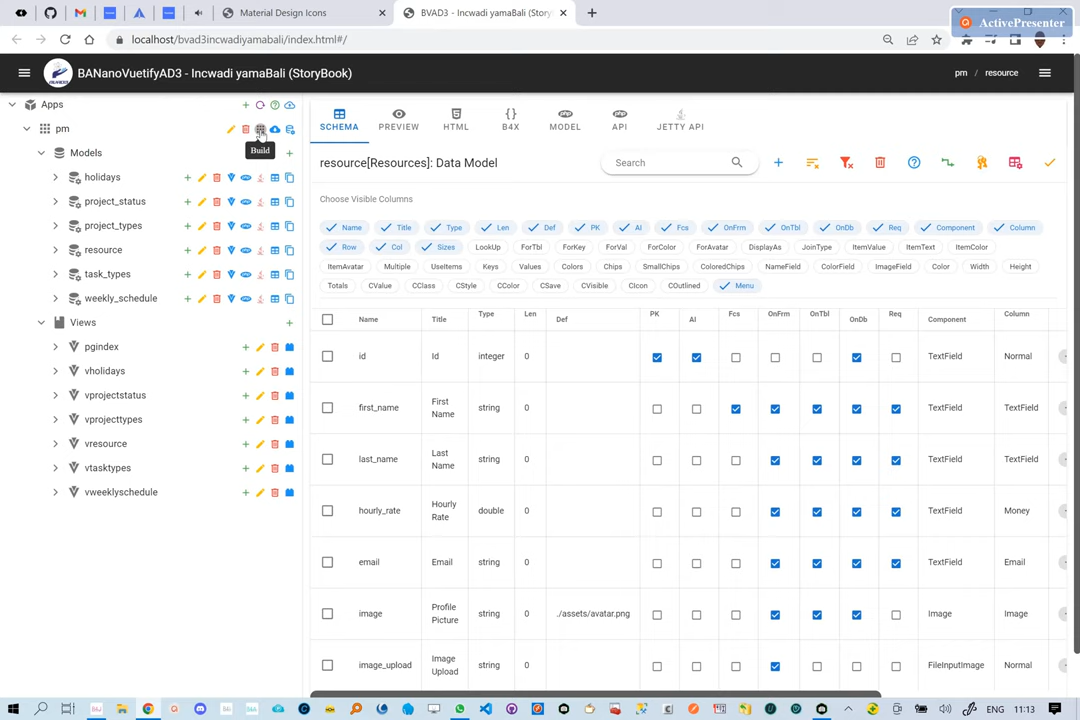 Material Design Icons
BVAD3 - Incwadi yamaBali (Story
ActivePresenter
localhost/bvad3incwadiyamabali/index.html#/
BANanoVuetifyAD3 - Incwadi yamaBali (StoryBook)
pm / resource
Apps
pm
Build
Models
holidays
project_status
project_types
resource
task_types
weekly_schedule
Views
pgindex
vholidays
vprojectstatus
vprojecttypes
vresource
vtasktypes
vweeklyschedule
SCHEMA PREVIEW HTML B4X MODEL API JETTY API
resource[Resources]: Data Model
Search
Choose Visible Columns
Name Title Type Len Def PK AI Fcs OnFrm OnTbl OnDb Req Component Column
Row Col Sizes LookUp ForTbl ForKey ForVal ForColor ForAvatar DisplayAs JoinType ItemValue ItemText ItemColor
ItemAvatar Multiple UseItems Keys Values Colors Chips SmallChips ColoredChips NameField ColorField ImageField Color Width Height
Totals CValue CClass CStyle CColor CSave CVisible CIcon COutlined Menu
Name Title Type Len Def PK AI Fcs OnFrm OnTbl OnDb Req Component Column
id Id integer 0 TextField Normal
first_name First Name string 0 TextField TextField
last_name Last Name string 0 TextField TextField
hourly_rate Hourly Rate double 0 TextField Money
email Email string 0 TextField Email
image Profile Picture string 0 ./assets/avatar.png Image Image
image_upload Image Upload string 0 FileInputImage Normal
ENG 11:13